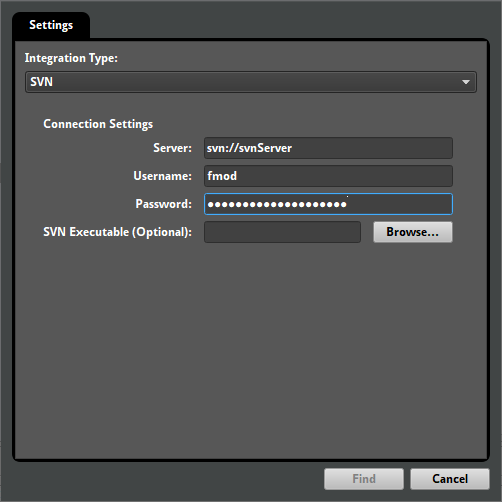 Settings
Integration Type:
SVN
Connection Settings
Server: svn://svnServer
Username: fmod
Password: ●●●●●●●●●●●●●●●●●●●●
SVN Executable (Optional): Browse...
Find Cancel